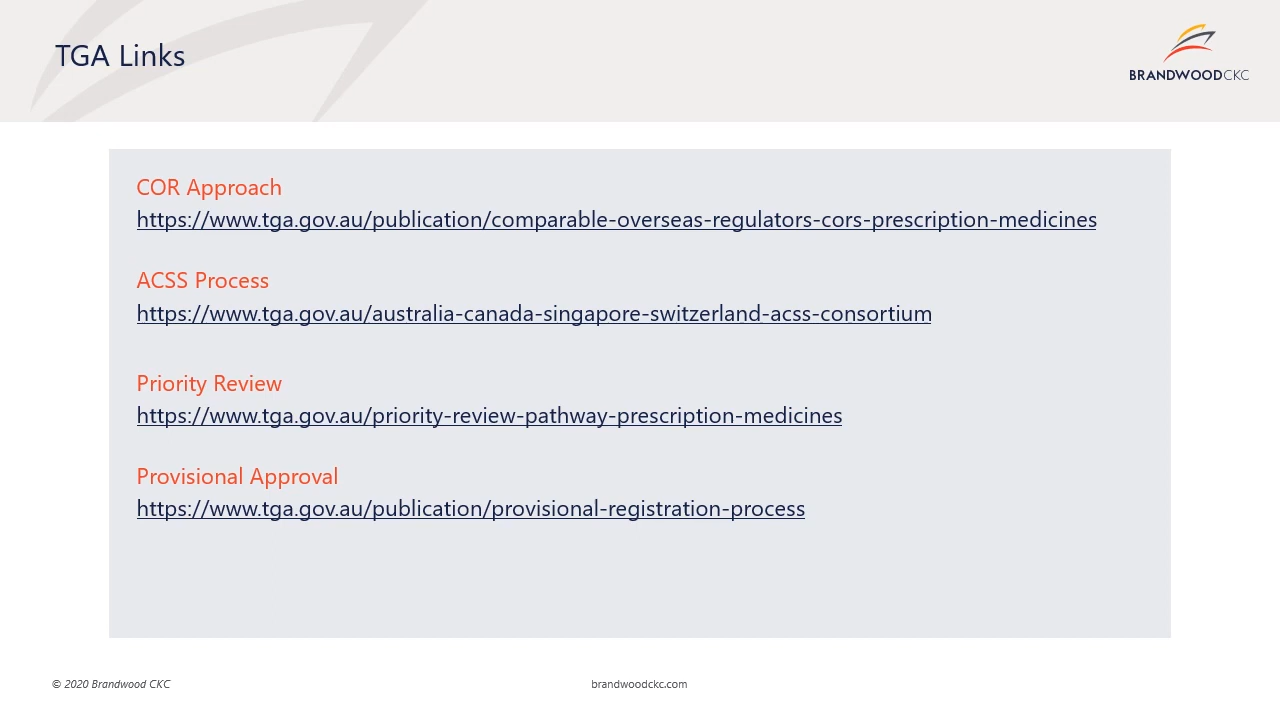 TGA Links
BRANDWOODCKC
COR Approach
https://www.tga.gov.au/publication/comparable-overseas-regulators-cors-prescription-medicines
ACSS Process
https://www.tga.gov.au/australia-canada-singapore-switzerland-acss-consortium
Priority Review
https://www.tga.gov.au/priority-review-pathway-prescription-medicines
Provisional Approval
https://www.tga.gov.au/publication/provisional-registration-process
© 2020 Brandwood CKC
brandwoodckc.com